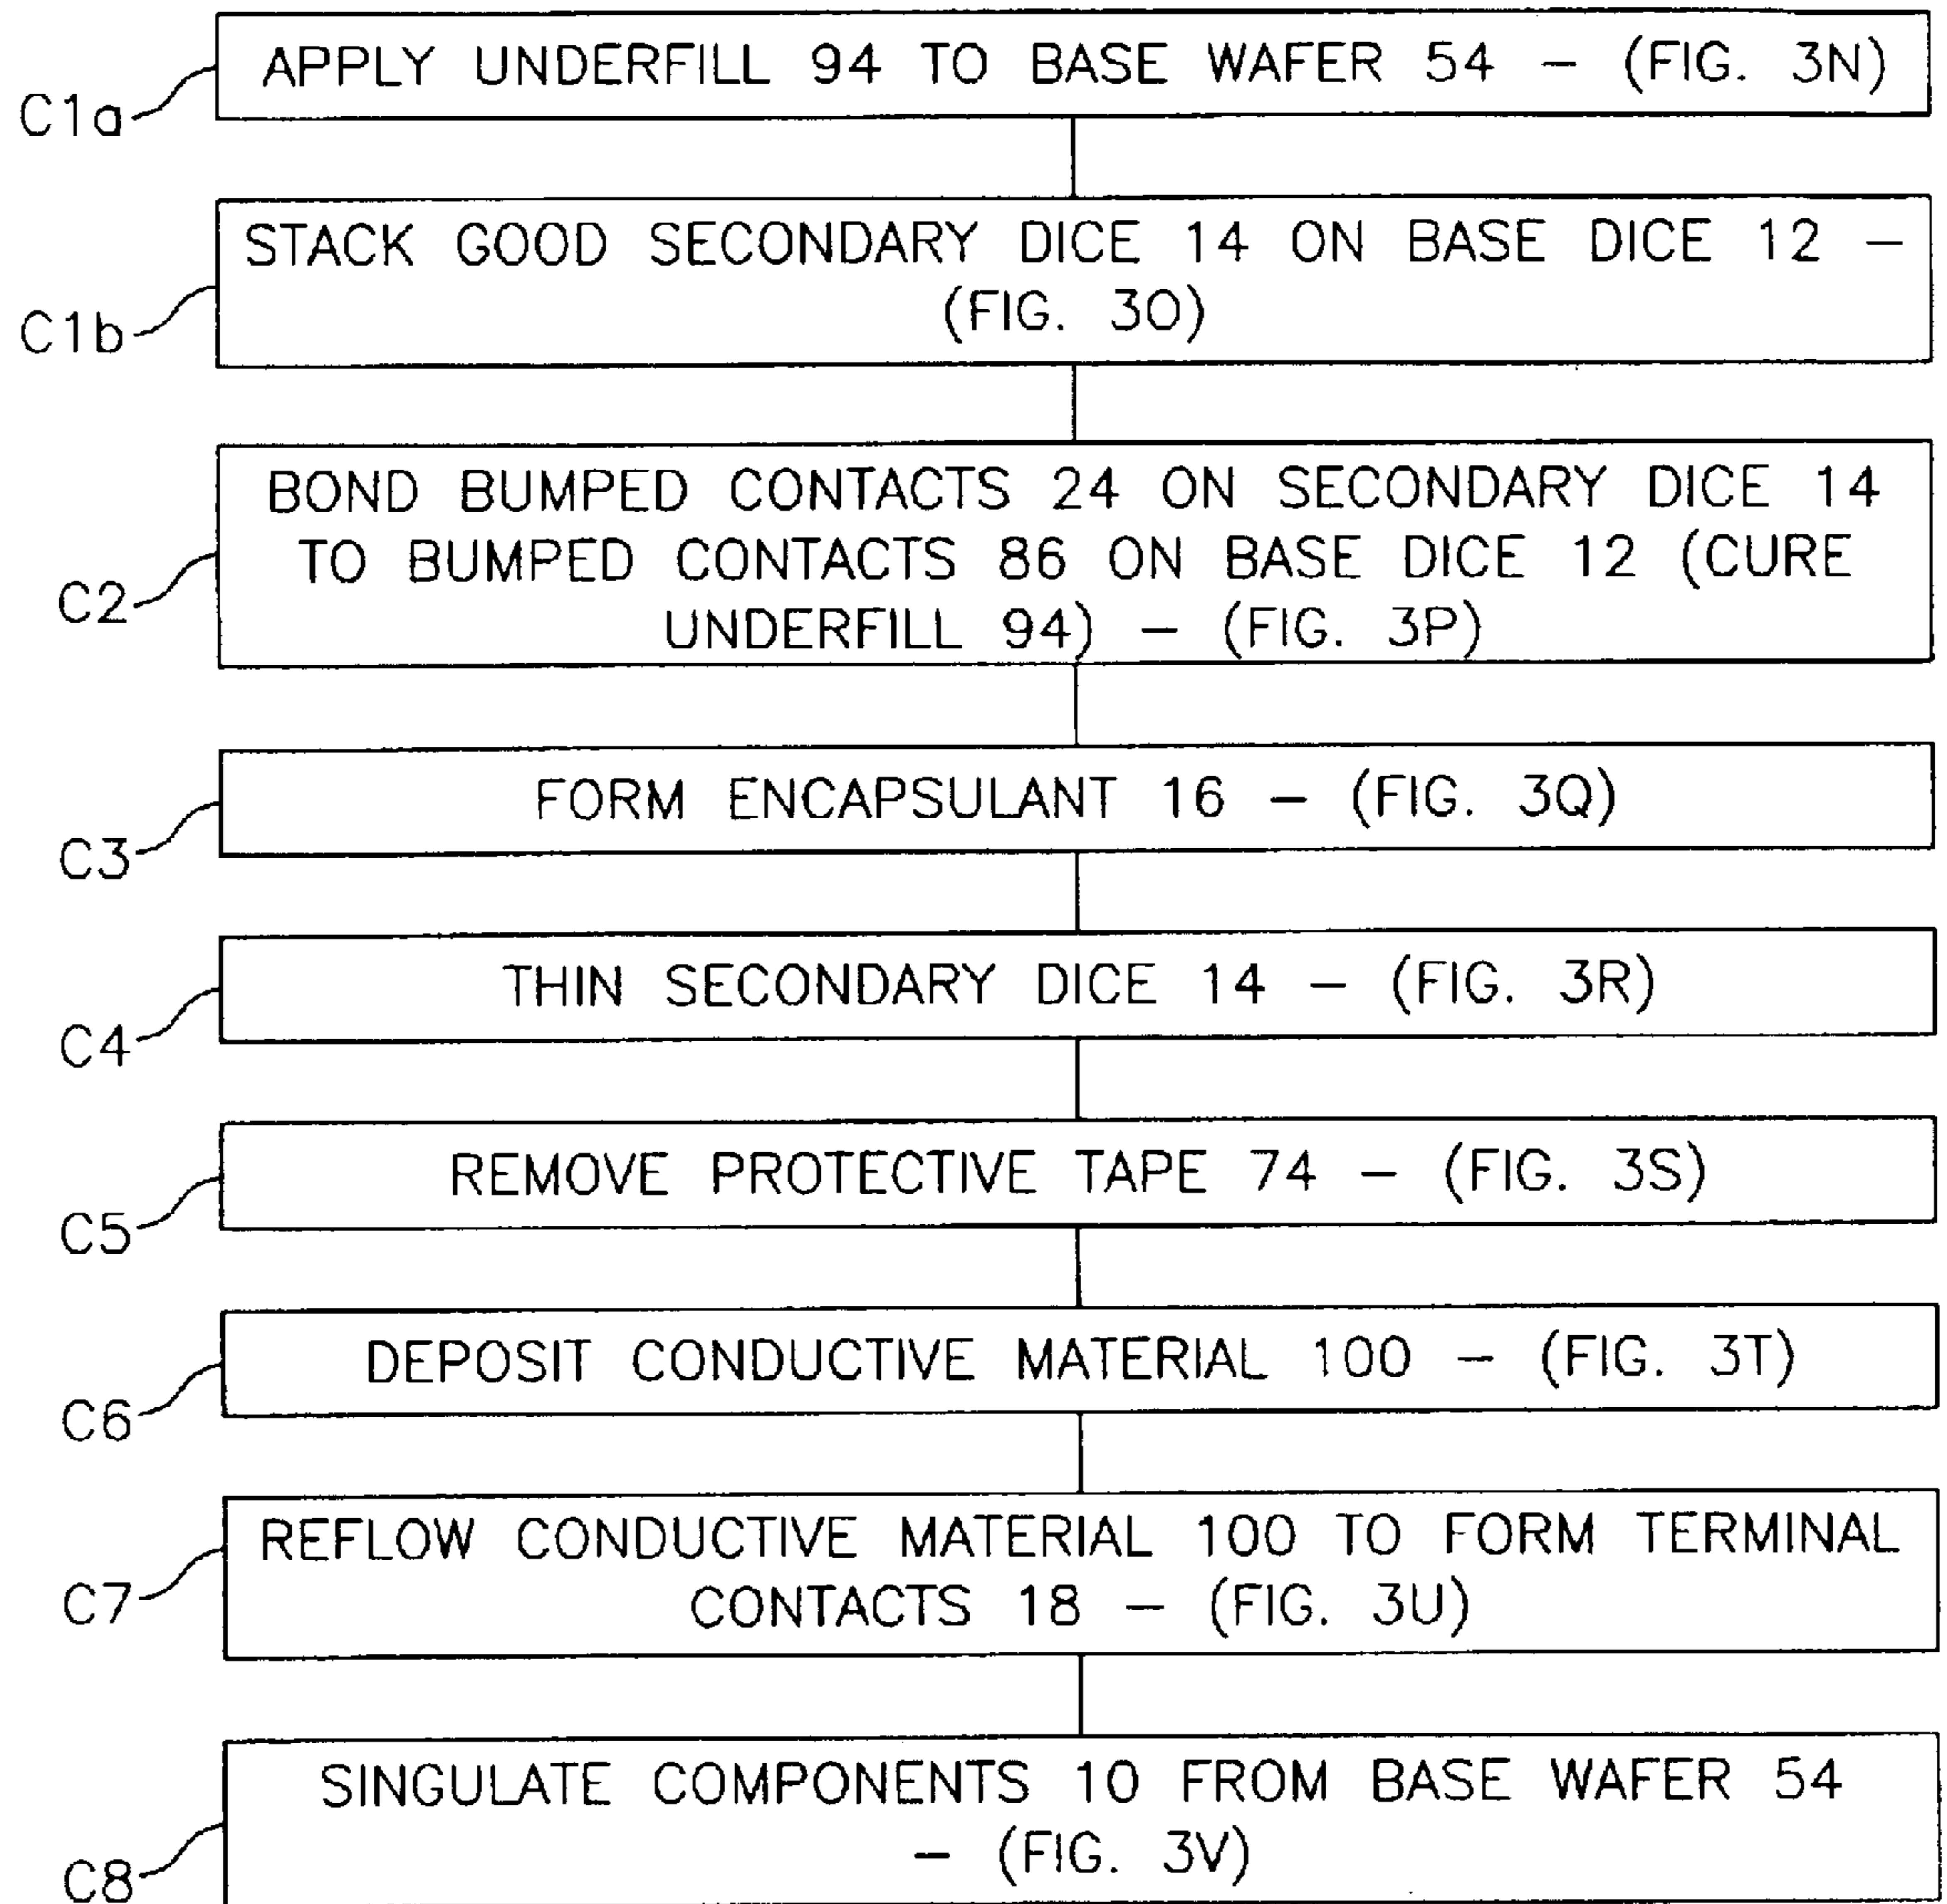 APPLY UNDERFILL 94 TO BASE WAFER 54 – (FIG. 3N)
C1a
STACK GOOD SECONDARY DICE 14 ON BASE DICE 12 –
(FIG. 3O)
C1b
BOND BUMPED CONTACTS 24 ON SECONDARY DICE 14
TO BUMPED CONTACTS 86 ON BASE DICE 12 (CURE
UNDERFILL 94) – (FIG. 3P)
C2
FORM ENCAPSULANT 16 – (FIG. 3Q)
C3
THIN SECONDARY DICE 14 – (FIG. 3R)
C4
REMOVE PROTECTIVE TAPE 74 – (FIG. 3S)
C5
DEPOSIT CONDUCTIVE MATERIAL 100 – (FIG. 3T)
C6
REFLOW CONDUCTIVE MATERIAL 100 TO FORM TERMINAL
CONTACTS 18 – (FIG. 3U)
C7
SINGULATE COMPONENTS 10 FROM BASE WAFER 54
– (FIG. 3V)
C8